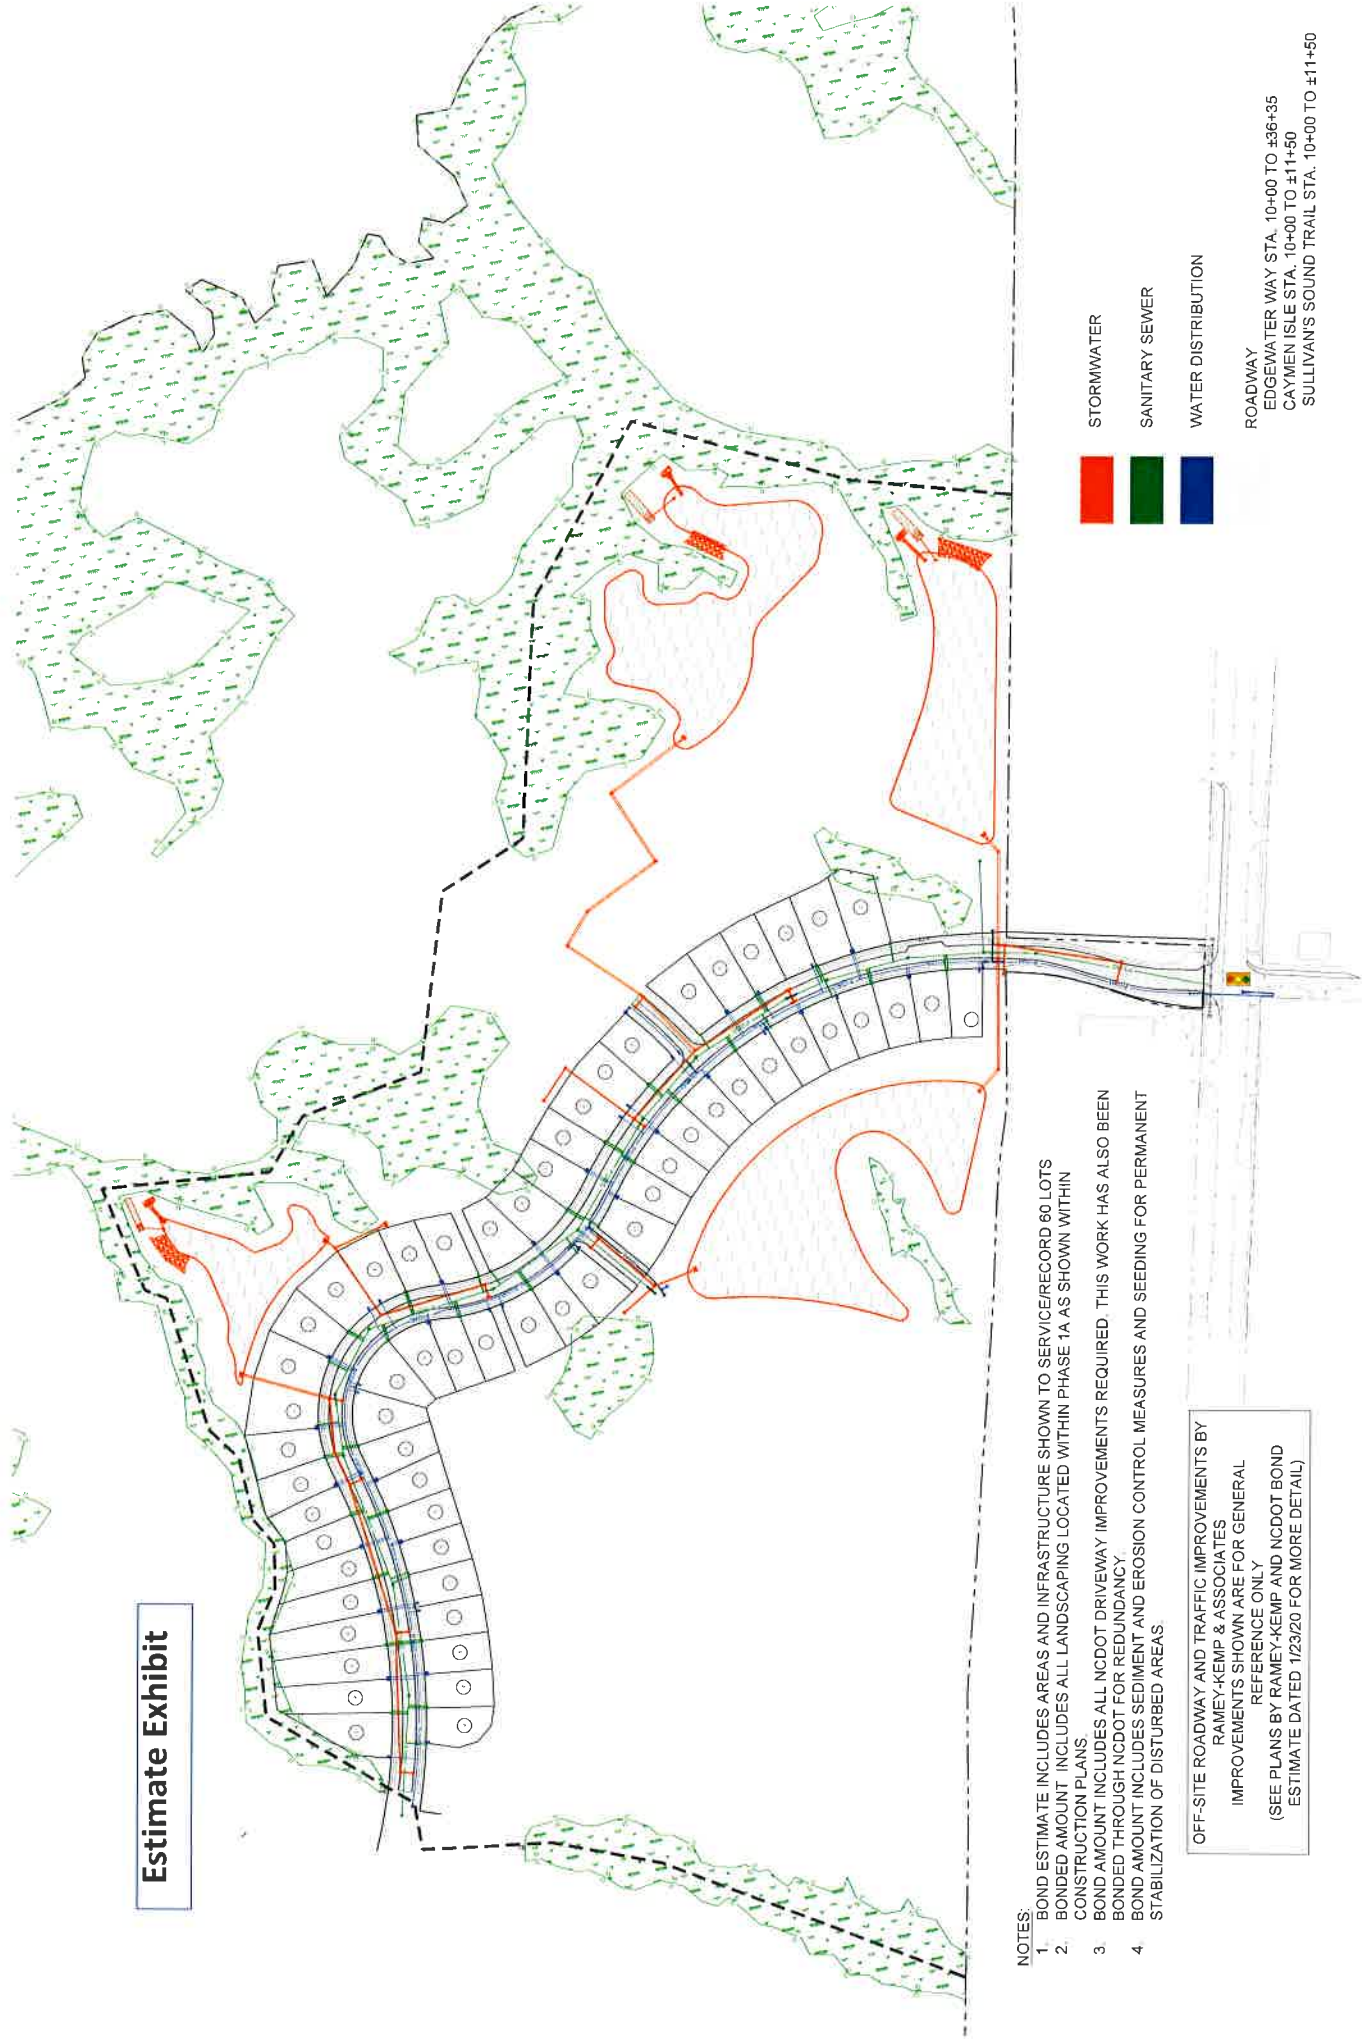 Estimate Exhibit
NOTES:
1. BOND ESTIMATE INCLUDES AREAS AND INFRASTRUCTURE SHOWN TO SERVICE/RECORD 60 LOTS
2. BONDED AMOUNT INCLUDES ALL LANDSCAPING LOCATED WITHIN PHASE 1A AS SHOWN WITHIN
CONSTRUCTION PLANS.
3. BOND AMOUNT INCLUDES ALL NCDOT DRIVEWAY IMPROVEMENTS REQUIRED. THIS WORK HAS ALSO BEEN
BONDED THROUGH NCDOT FOR REDUNDANCY.
4. BOND AMOUNT INCLUDES SEDIMENT AND EROSION CONTROL MEASURES AND SEEDING FOR PERMANENT
STABILIZATION OF DISTURBED AREAS.
OFF-SITE ROADWAY AND TRAFFIC IMPROVEMENTS BY
RAMEY-KEMP & ASSOCIATES
IMPROVEMENTS SHOWN ARE FOR GENERAL
REFERENCE ONLY
(SEE PLANS BY RAMEY-KEMP AND NCDOT BOND
ESTIMATE DATED 1/23/20 FOR MORE DETAIL)
STORMWATER
SANITARY SEWER
WATER DISTRIBUTION
ROADWAY
EDGEWATER WAY STA. 10+00 TO ±36+35
CAYMEN ISLE STA. 10+00 TO ±11+50
SULLIVAN'S SOUND TRAIL STA. 10+00 TO ±11+50